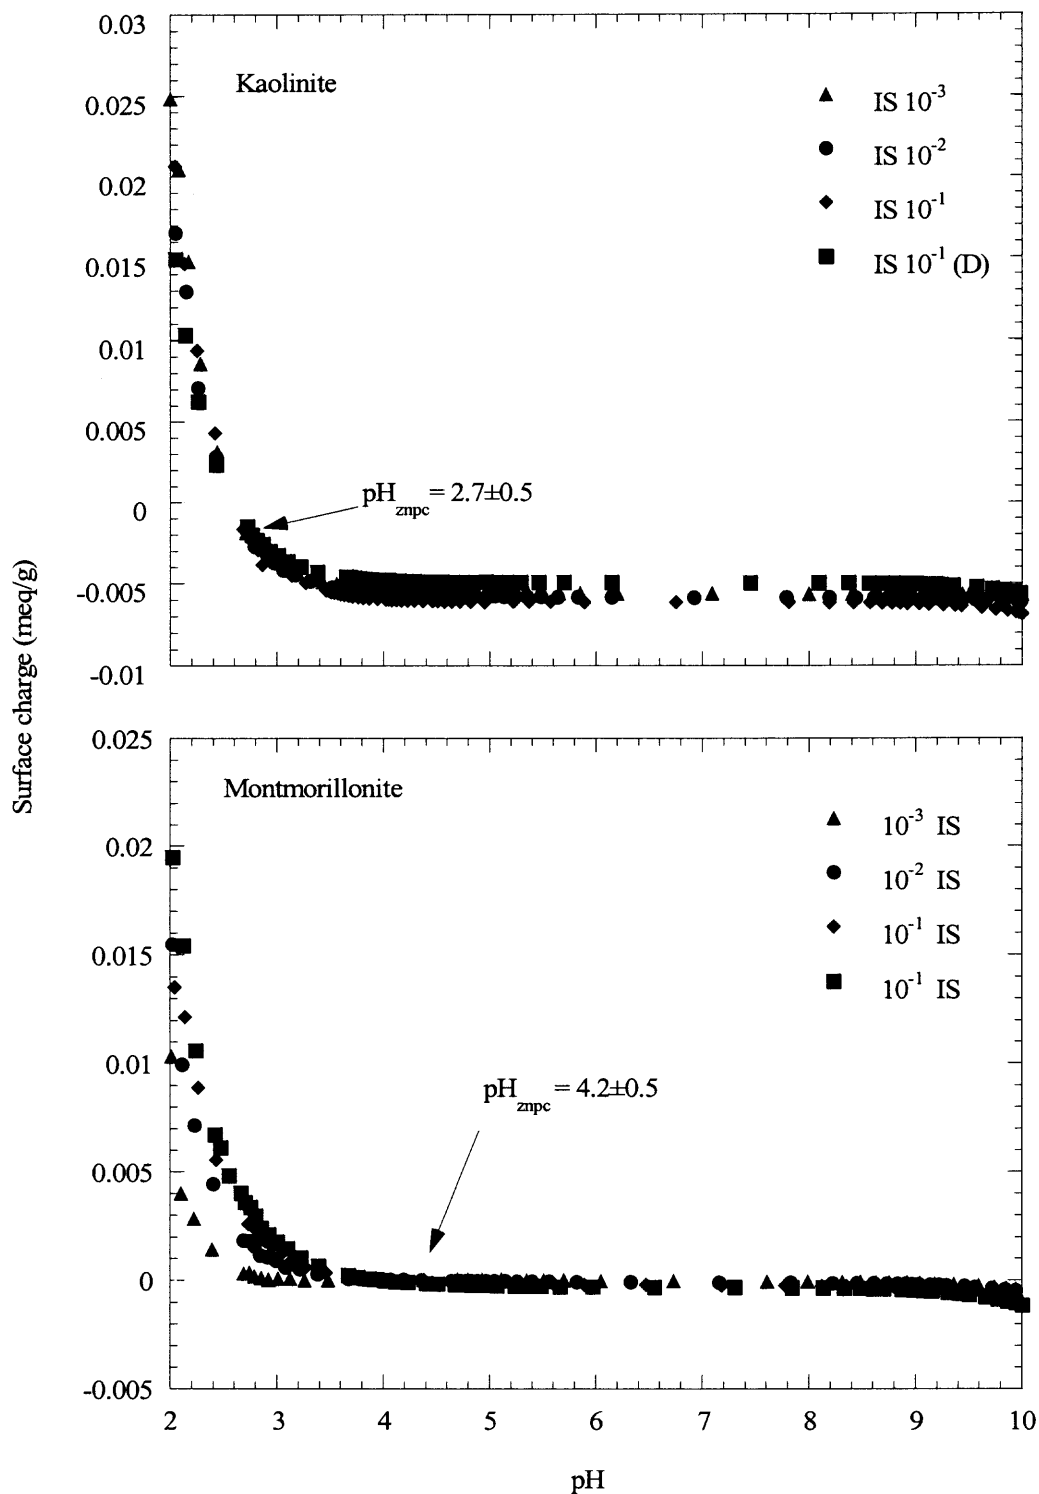 0.03
Kaolinite
IS 10⁻³
0.025
IS 10⁻²
0.02
IS 10⁻¹
0.015
IS 10⁻¹ (D)
0.01
0.005
pH_znpc = 2.7±0.5
0
-0.005
-0.01
Surface charge (meq/g)
0.025
Montmorillonite
10⁻³ IS
0.02
10⁻² IS
10⁻¹ IS
0.015
10⁻¹ IS
0.01
pH_znpc = 4.2±0.5
0.005
0
-0.005
2 3 4 5 6 7 8 9 10
pH